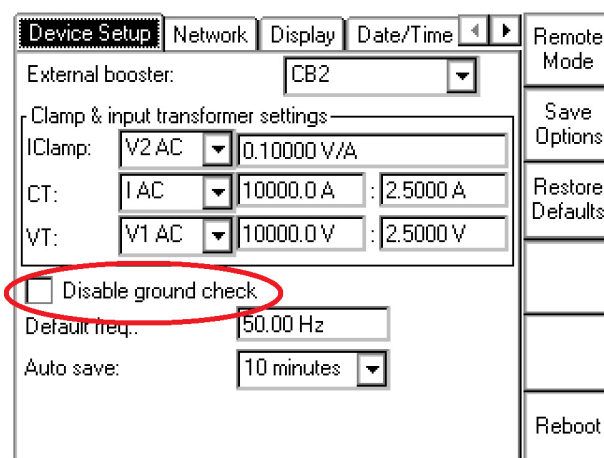 Device Setup Network Display Date/Time
Remote Mode
External booster: CB2
Save Options
Clamp & input transformer settings
IClamp: V2 AC 0.10000 V/A
Restore Defaults
CT: I AC 10000.0 A : 2.5000 A
VT: V1 AC 10000.0 V : 2.5000 V
Disable ground check
Default freq.: 50.00 Hz
Auto save: 10 minutes
Reboot